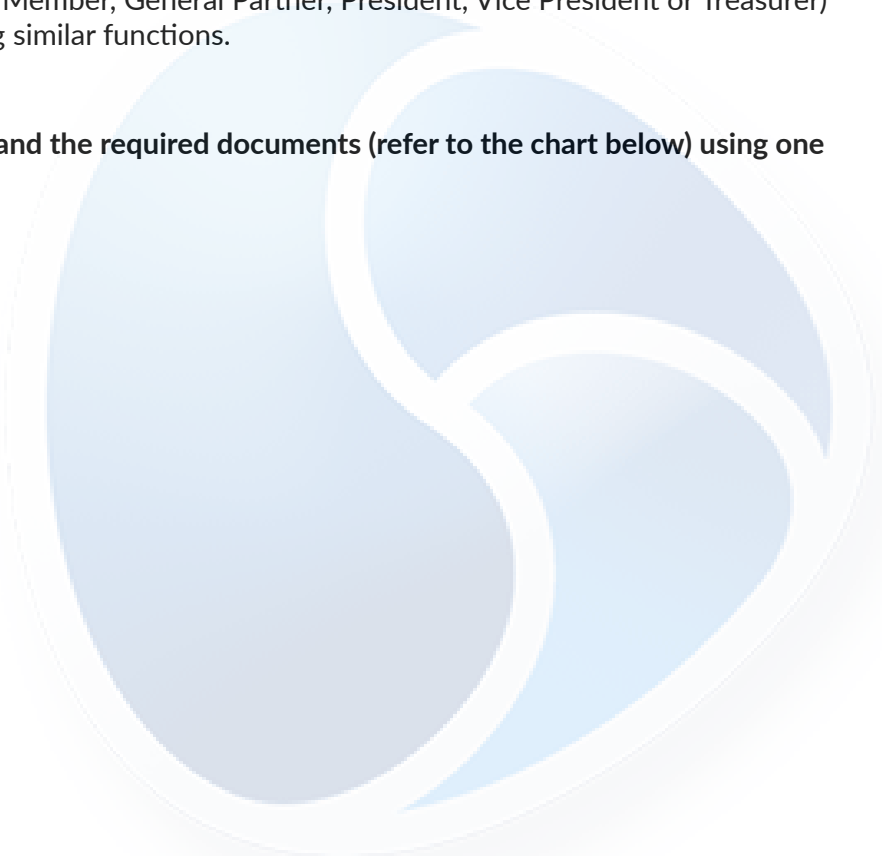 Member, General Partner, President, Vice President or Treasurer)
similar functions.
and the required documents (refer to the chart below) using one